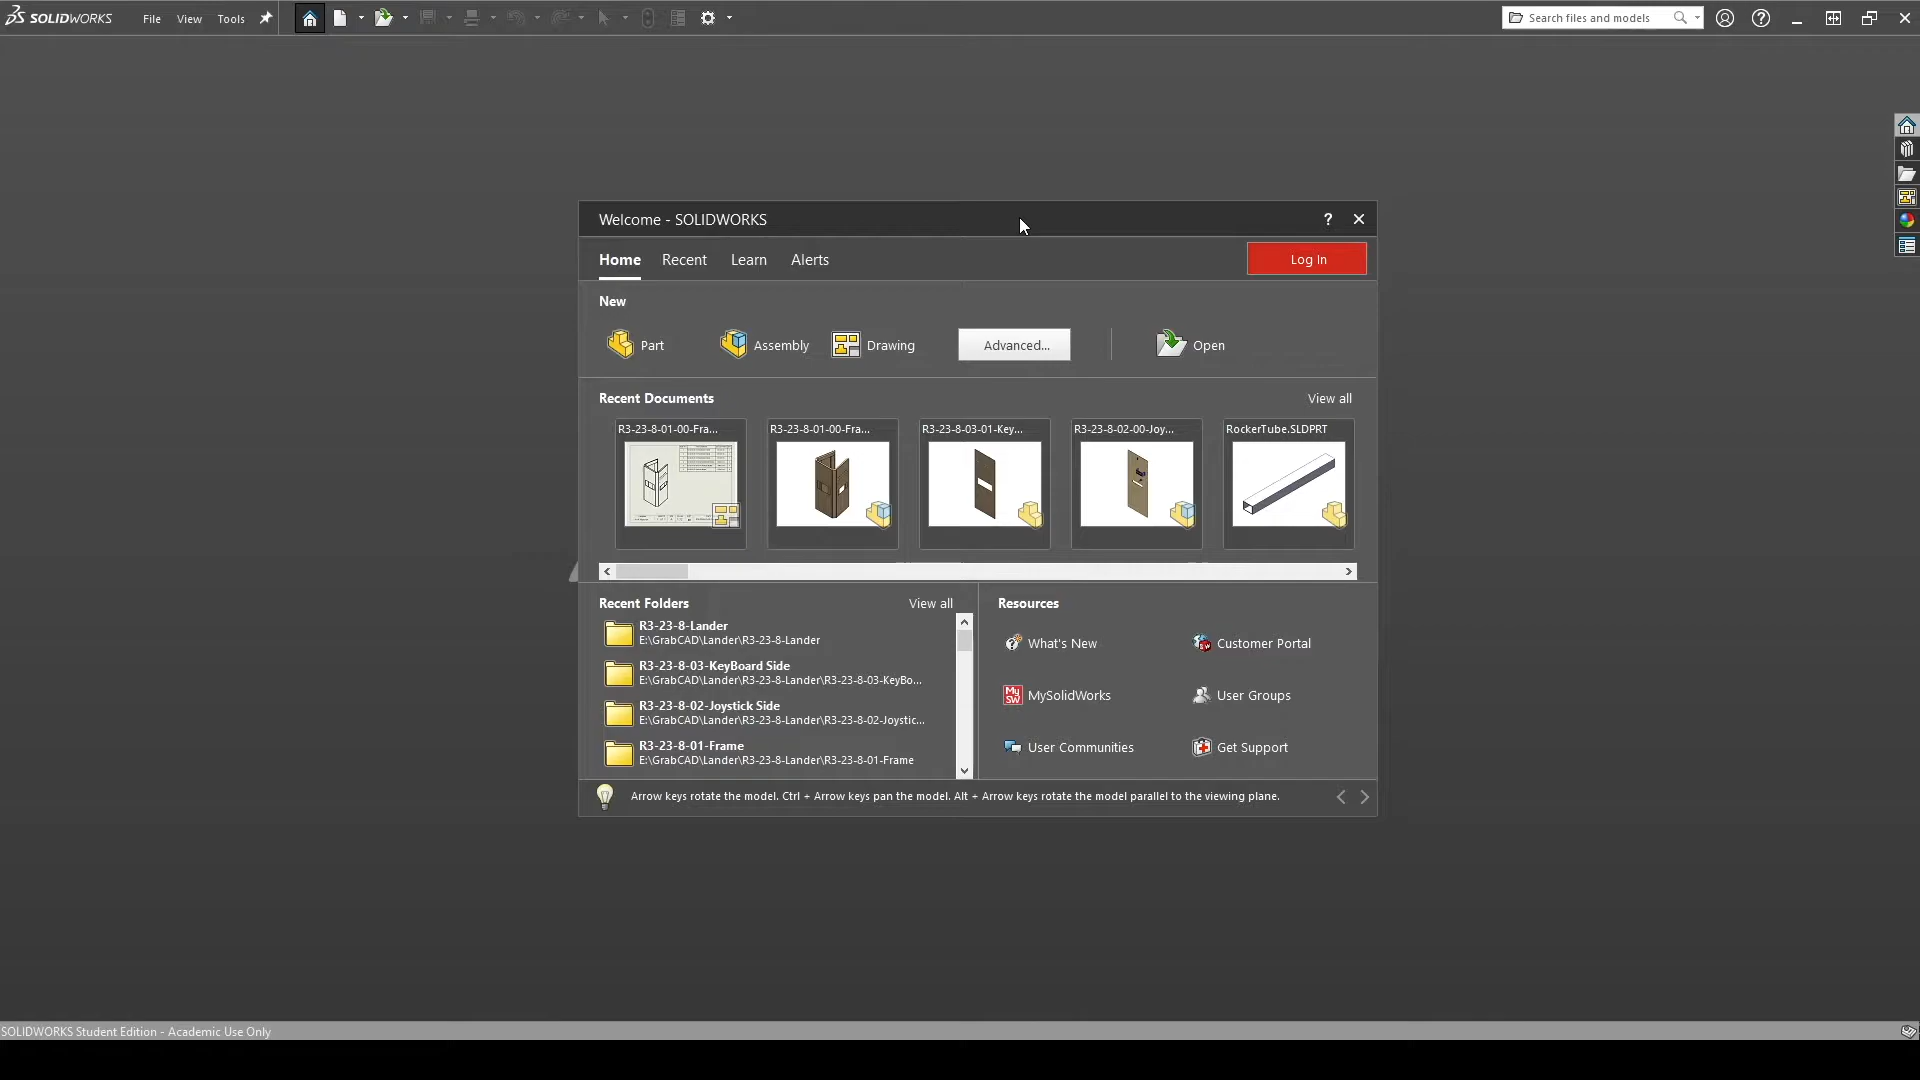 SOLIDWORKS
File
View
Tools
Search files and models
Welcome - SOLIDWORKS
Home
Recent
Learn
Alerts
Log In
New
Part
Assembly
Drawing
Advanced...
Open
Recent Documents
View all
R3-23-8-01-00-Fra...
R3-23-8-01-00-Fra...
R3-23-8-03-01-Key...
R3-23-8-02-00-Joy...
RockerTube.SLDPRT
Recent Folders
View all
R3-23-8-Lander
E:\GrabCAD\Lander\R3-23-8-Lander
R3-23-8-03-KeyBoard Side
E:\GrabCAD\Lander\R3-23-8-Lander\R3-23-8-03-KeyBo...
R3-23-8-02-Joystick Side
E:\GrabCAD\Lander\R3-23-8-Lander\R3-23-8-02-Joystic...
R3-23-8-01-Frame
E:\GrabCAD\Lander\R3-23-8-Lander\R3-23-8-01-Frame
Resources
What's New
Customer Portal
My SW
MySolidWorks
User Groups
User Communities
Get Support
Arrow keys rotate the model. Ctrl + Arrow keys pan the model. Alt + Arrow keys rotate the model parallel to the viewing plane.
SOLIDWORKS Student Edition - Academic Use Only